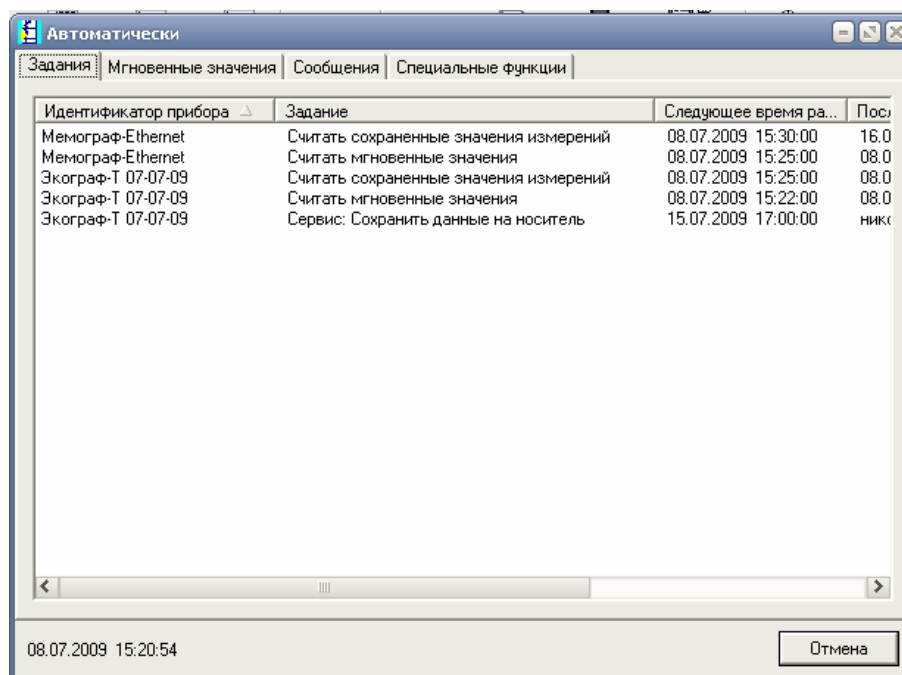 Автоматически
Задания Мгновенные значения Сообщения Специальные функции
Идентификатор прибора Задание Следующее время ра... Посл
Мемограф-Ethernet Считать сохраненные значения измерений 08.07.2009 15:30:00 16.0
Мемограф-Ethernet Считать мгновенные значения 08.07.2009 15:25:00 08.0
Экограф-Т 07-07-09 Считать сохраненные значения измерений 08.07.2009 15:25:00 08.0
Экограф-Т 07-07-09 Считать мгновенные значения 08.07.2009 15:22:00 08.0
Экограф-Т 07-07-09 Сервис: Сохранить данные на носитель 15.07.2009 17:00:00 нико
08.07.2009 15:20:54 Отмена